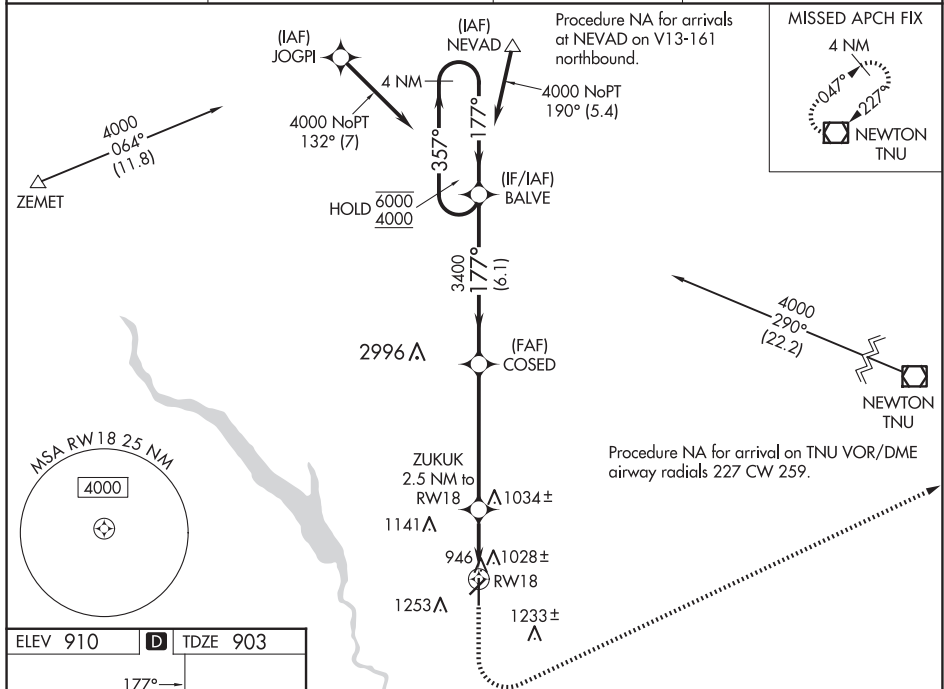 (IAF)
JOGPI
(IAF)
NEVAD
Procedure NA for arrivals
at NEVAD on V13-161
northbound.
MISSED APCH FIX
4 NM
047°
227°
NEWTON
TNU
4 NM
4000 NoPT
190° (5.4)
4000 NoPT
132° (7)
357°
177°
4000
064°
(11.8)
ZEMET
HOLD 6000
4000
(IF/IAF)
BALVE
3400
177°
(6.1)
4000
290°
(22.2)
NEWTON
TNU
2996
(FAF)
COSED
Procedure NA for arrival on TNU VOR/DME
airway radials 227 CW 259.
MSA RW18 25 NM
4000
ZUKUK
2.5 NM to
RW18
1034±
1141
946
1028±
RW18
1253
1233±
ELEV 910
D
TDZE 903
177°